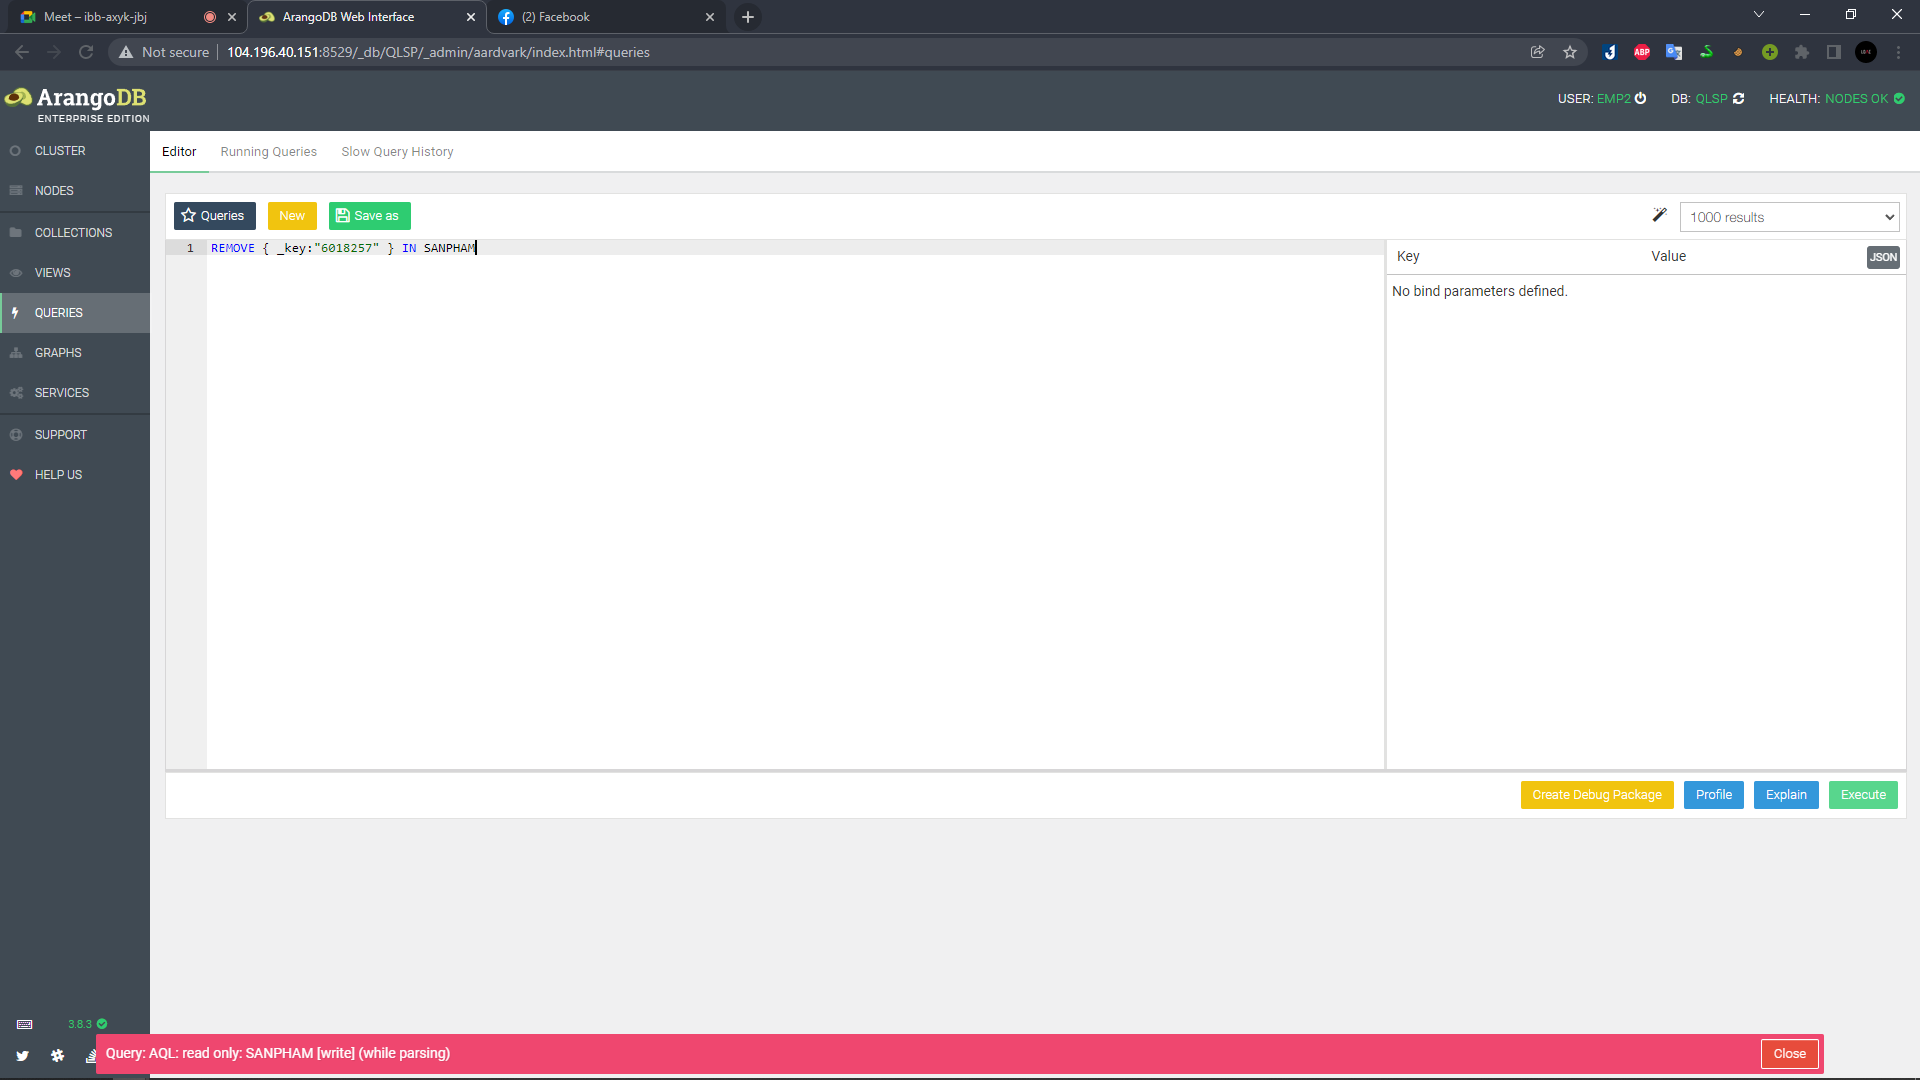 Meet – ibb-axyk-jbj
ArangoDB Web Interface
(2) Facebook
Not secure
104.196.40.151:8529/_db/QLSP/_admin/aardvark/index.html#queries
ABP
ArangoDB
ENTERPRISE EDITION
USER: EMP2
DB: QLSP
HEALTH: NODES OK
CLUSTER
NODES
COLLECTIONS
VIEWS
QUERIES
GRAPHS
SERVICES
SUPPORT
HELP US
Editor
Running Queries
Slow Query History
Queries
New
Save as
1000 results
1 REMOVE { _key:"6018257" } IN SANPHAM
Key
Value
JSON
No bind parameters defined.
Create Debug Package
Profile
Explain
Execute
3.8.3
Query: AQL: read only: SANPHAM [write] (while parsing)
Close